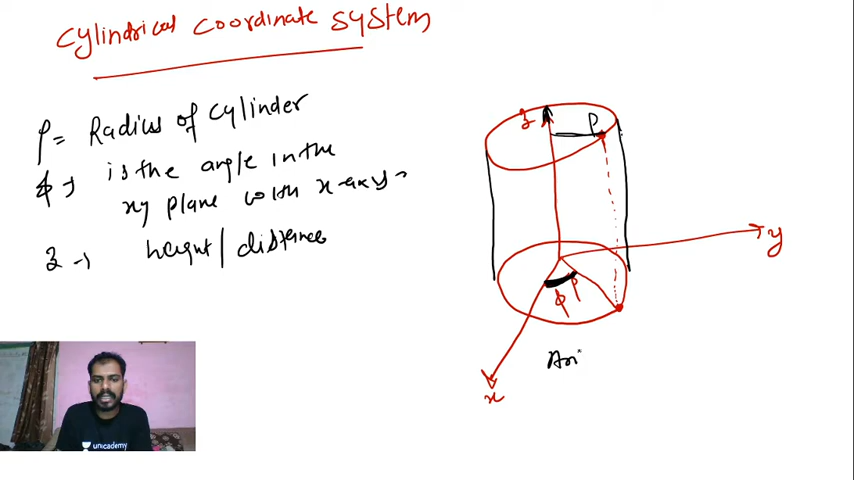 cylindrical coordinate system
ρ = Radius of cylinder
ϕ → is the angle in the
xy plane with x-axis
z → height/distance
z
ρ
y
ϕ ρ
x
unacademy